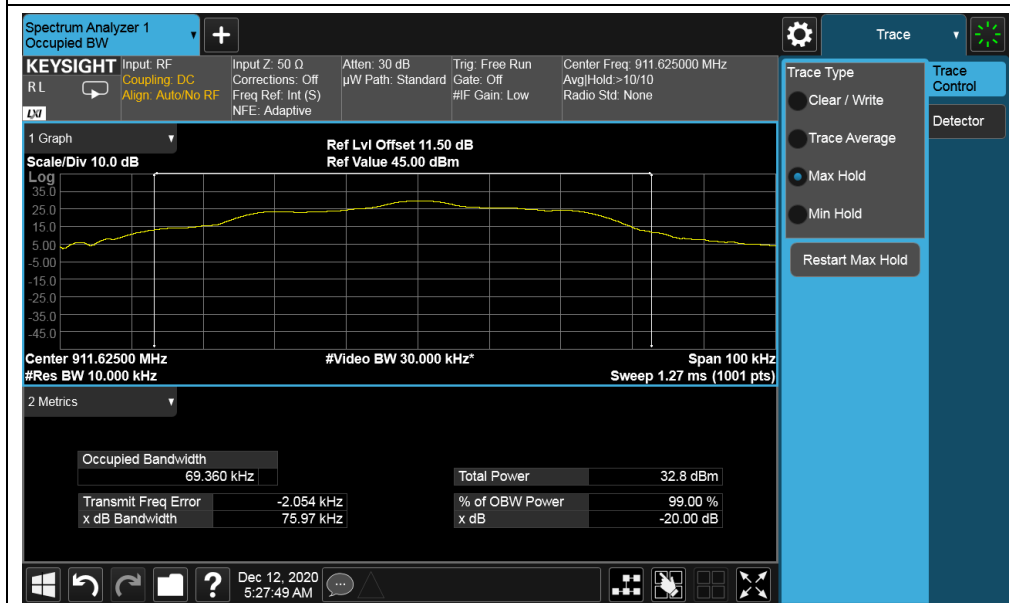 Spectrum Analyzer 1
Occupied BW
+
Trace
KEYSIGHT
RL
LXI
Input: RF
Coupling: DC
Align: Auto/No RF
Input Z: 50 Ω
Corrections: Off
Freq Ref: Int (S)
NFE: Adaptive
Atten: 30 dB
µW Path: Standard
Trig: Free Run
Gate: Off
#IF Gain: Low
Center Freq: 911.625000 MHz
Avg|Hold:>10/10
Radio Std: None
Trace Type
Clear / Write
Trace Average
Max Hold
Min Hold
Restart Max Hold
Trace Control
Detector
1 Graph
Scale/Div 10.0 dB
Ref Lvl Offset 11.50 dB
Ref Value 45.00 dBm
Log
35.0
25.0
15.0
5.00
-5.00
-15.0
-25.0
-35.0
-45.0
Center 911.62500 MHz
#Video BW 30.000 kHz*
Span 100 kHz
#Res BW 10.000 kHz
Sweep 1.27 ms (1001 pts)
2 Metrics
Occupied Bandwidth
69.360 kHz
Total Power 32.8 dBm
Transmit Freq Error -2.054 kHz
% of OBW Power 99.00 %
x dB Bandwidth 75.97 kHz
x dB -20.00 dB
?
Dec 12, 2020
5:27:49 AM